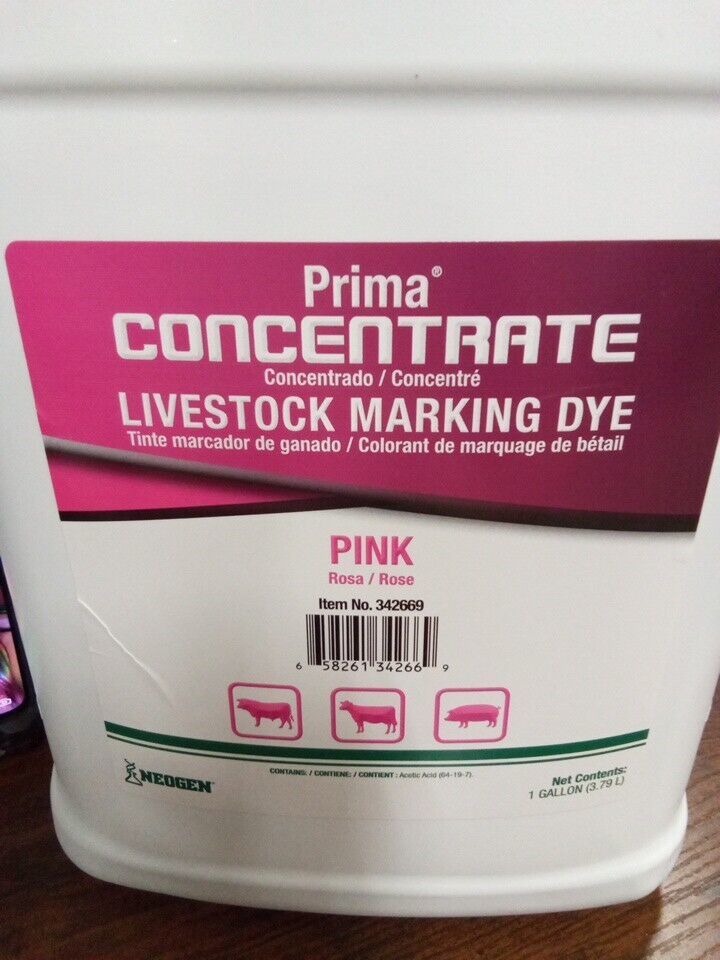 Prima®
CONCENTRATE
Concentrado / Concentré
LIVESTOCK MARKING DYE
Tinte marcador de ganado / Colorant de marquage de bétail
PINK
Rosa / Rose
Item No. 342669
6 58261 34266 9
NEOGEN
CONTAINS: / CONTIENE: / CONTIENT : Acetic Acid (64-19-7).
Net Contents:
1 GALLON (3.79 L)